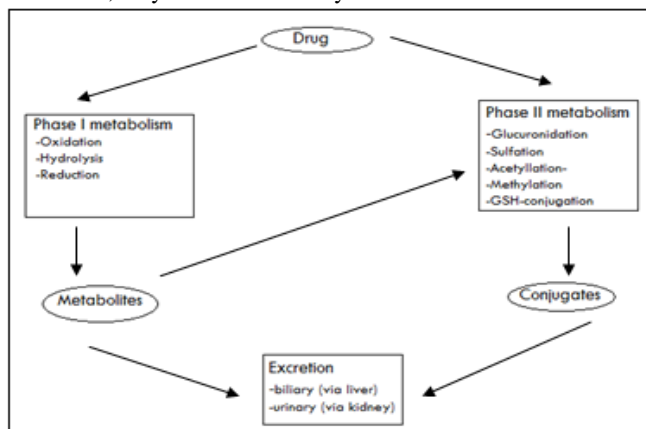 Drug
Phase I metabolism
-Oxidation
-Hydrolysis
-Reduction
Phase II metabolism
-Glucuronidation
-Sulfation
-Acetyllation-
-Methylation
-GSH-conjugation
Metabolites
Conjugates
Excretion
-biliary (via liver)
-urinary (via kidney)